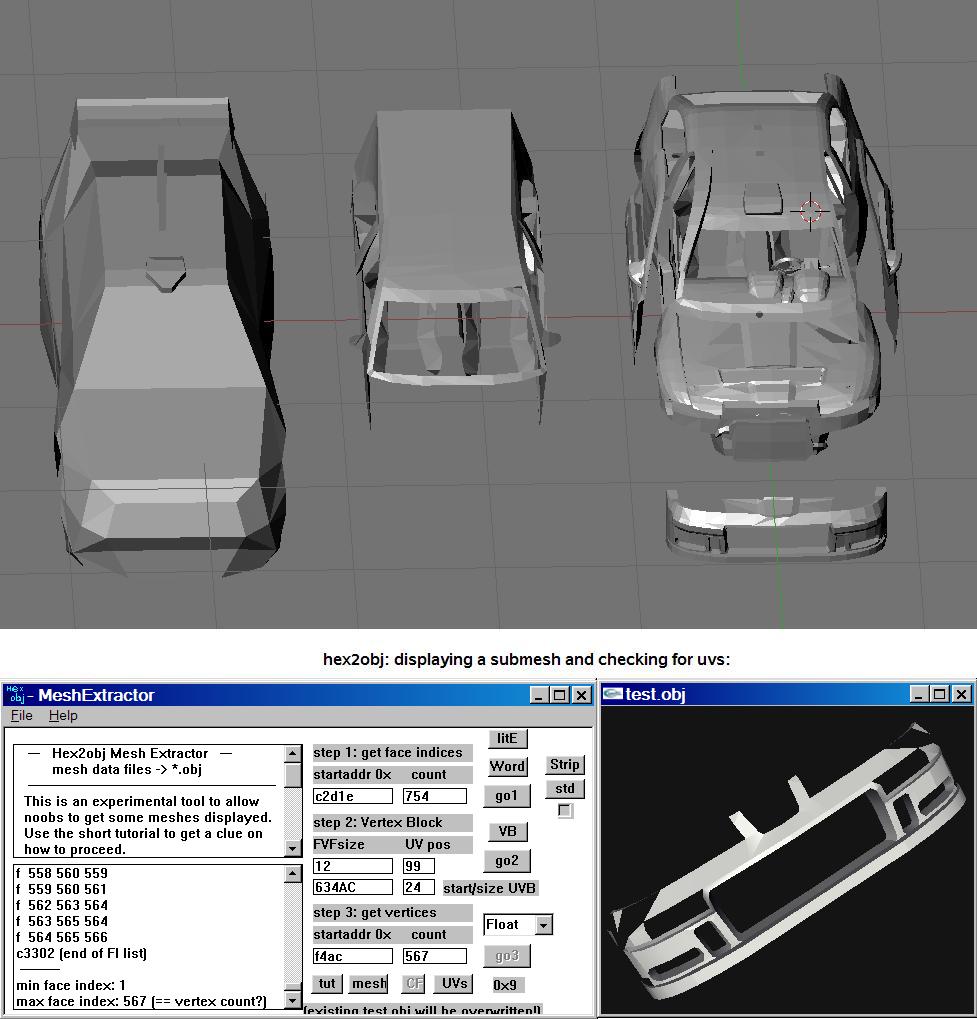 hex2obj: displaying a submesh and checking for uvs:
Hex obj - MeshExtractor
test.obj
File Help
— Hex2obj Mesh Extractor —
mesh data files -> *.obj
This is an experimental tool to allow
noobs to get some meshes displayed.
Use the short tutorial to get a clue on
how to proceed.
f 558 560 559
f 559 560 561
f 562 563 564
f 563 565 564
f 564 565 566
c3302 (end of FI list)
min face index: 1
max face index: 567 (== vertex count?)
step 1: get face indices
startaddr 0x count
c2d1e 754
litE
Word
go1
Strip
std
step 2: Vertex Block
FVFsize UV pos
12 99
634AC 24 start/size UVB
VB
go2
step 3: get vertices
startaddr 0x count
f4ac 567
Float
go3
tut mesh CF UVs 0x9
(existing test.obj will be overwritten!)